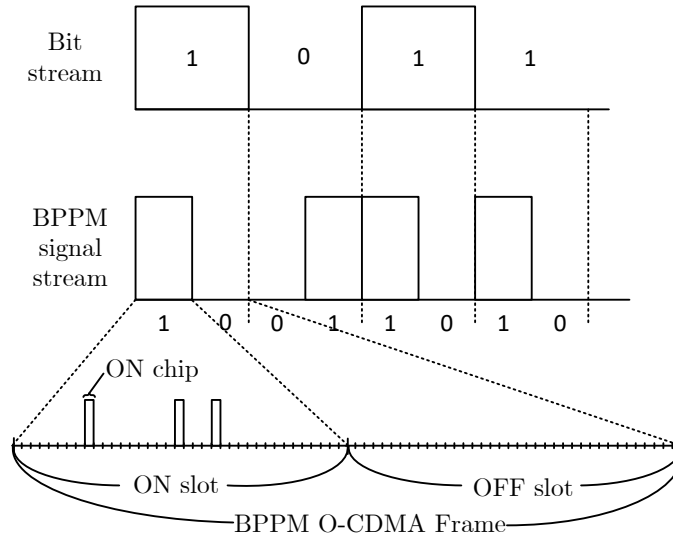 Bit
stream
1 0 1 1
BPPM
signal
stream
1 0 0 1 1 0 1 0
ON chip
ON slot OFF slot
BPPM O-CDMA Frame